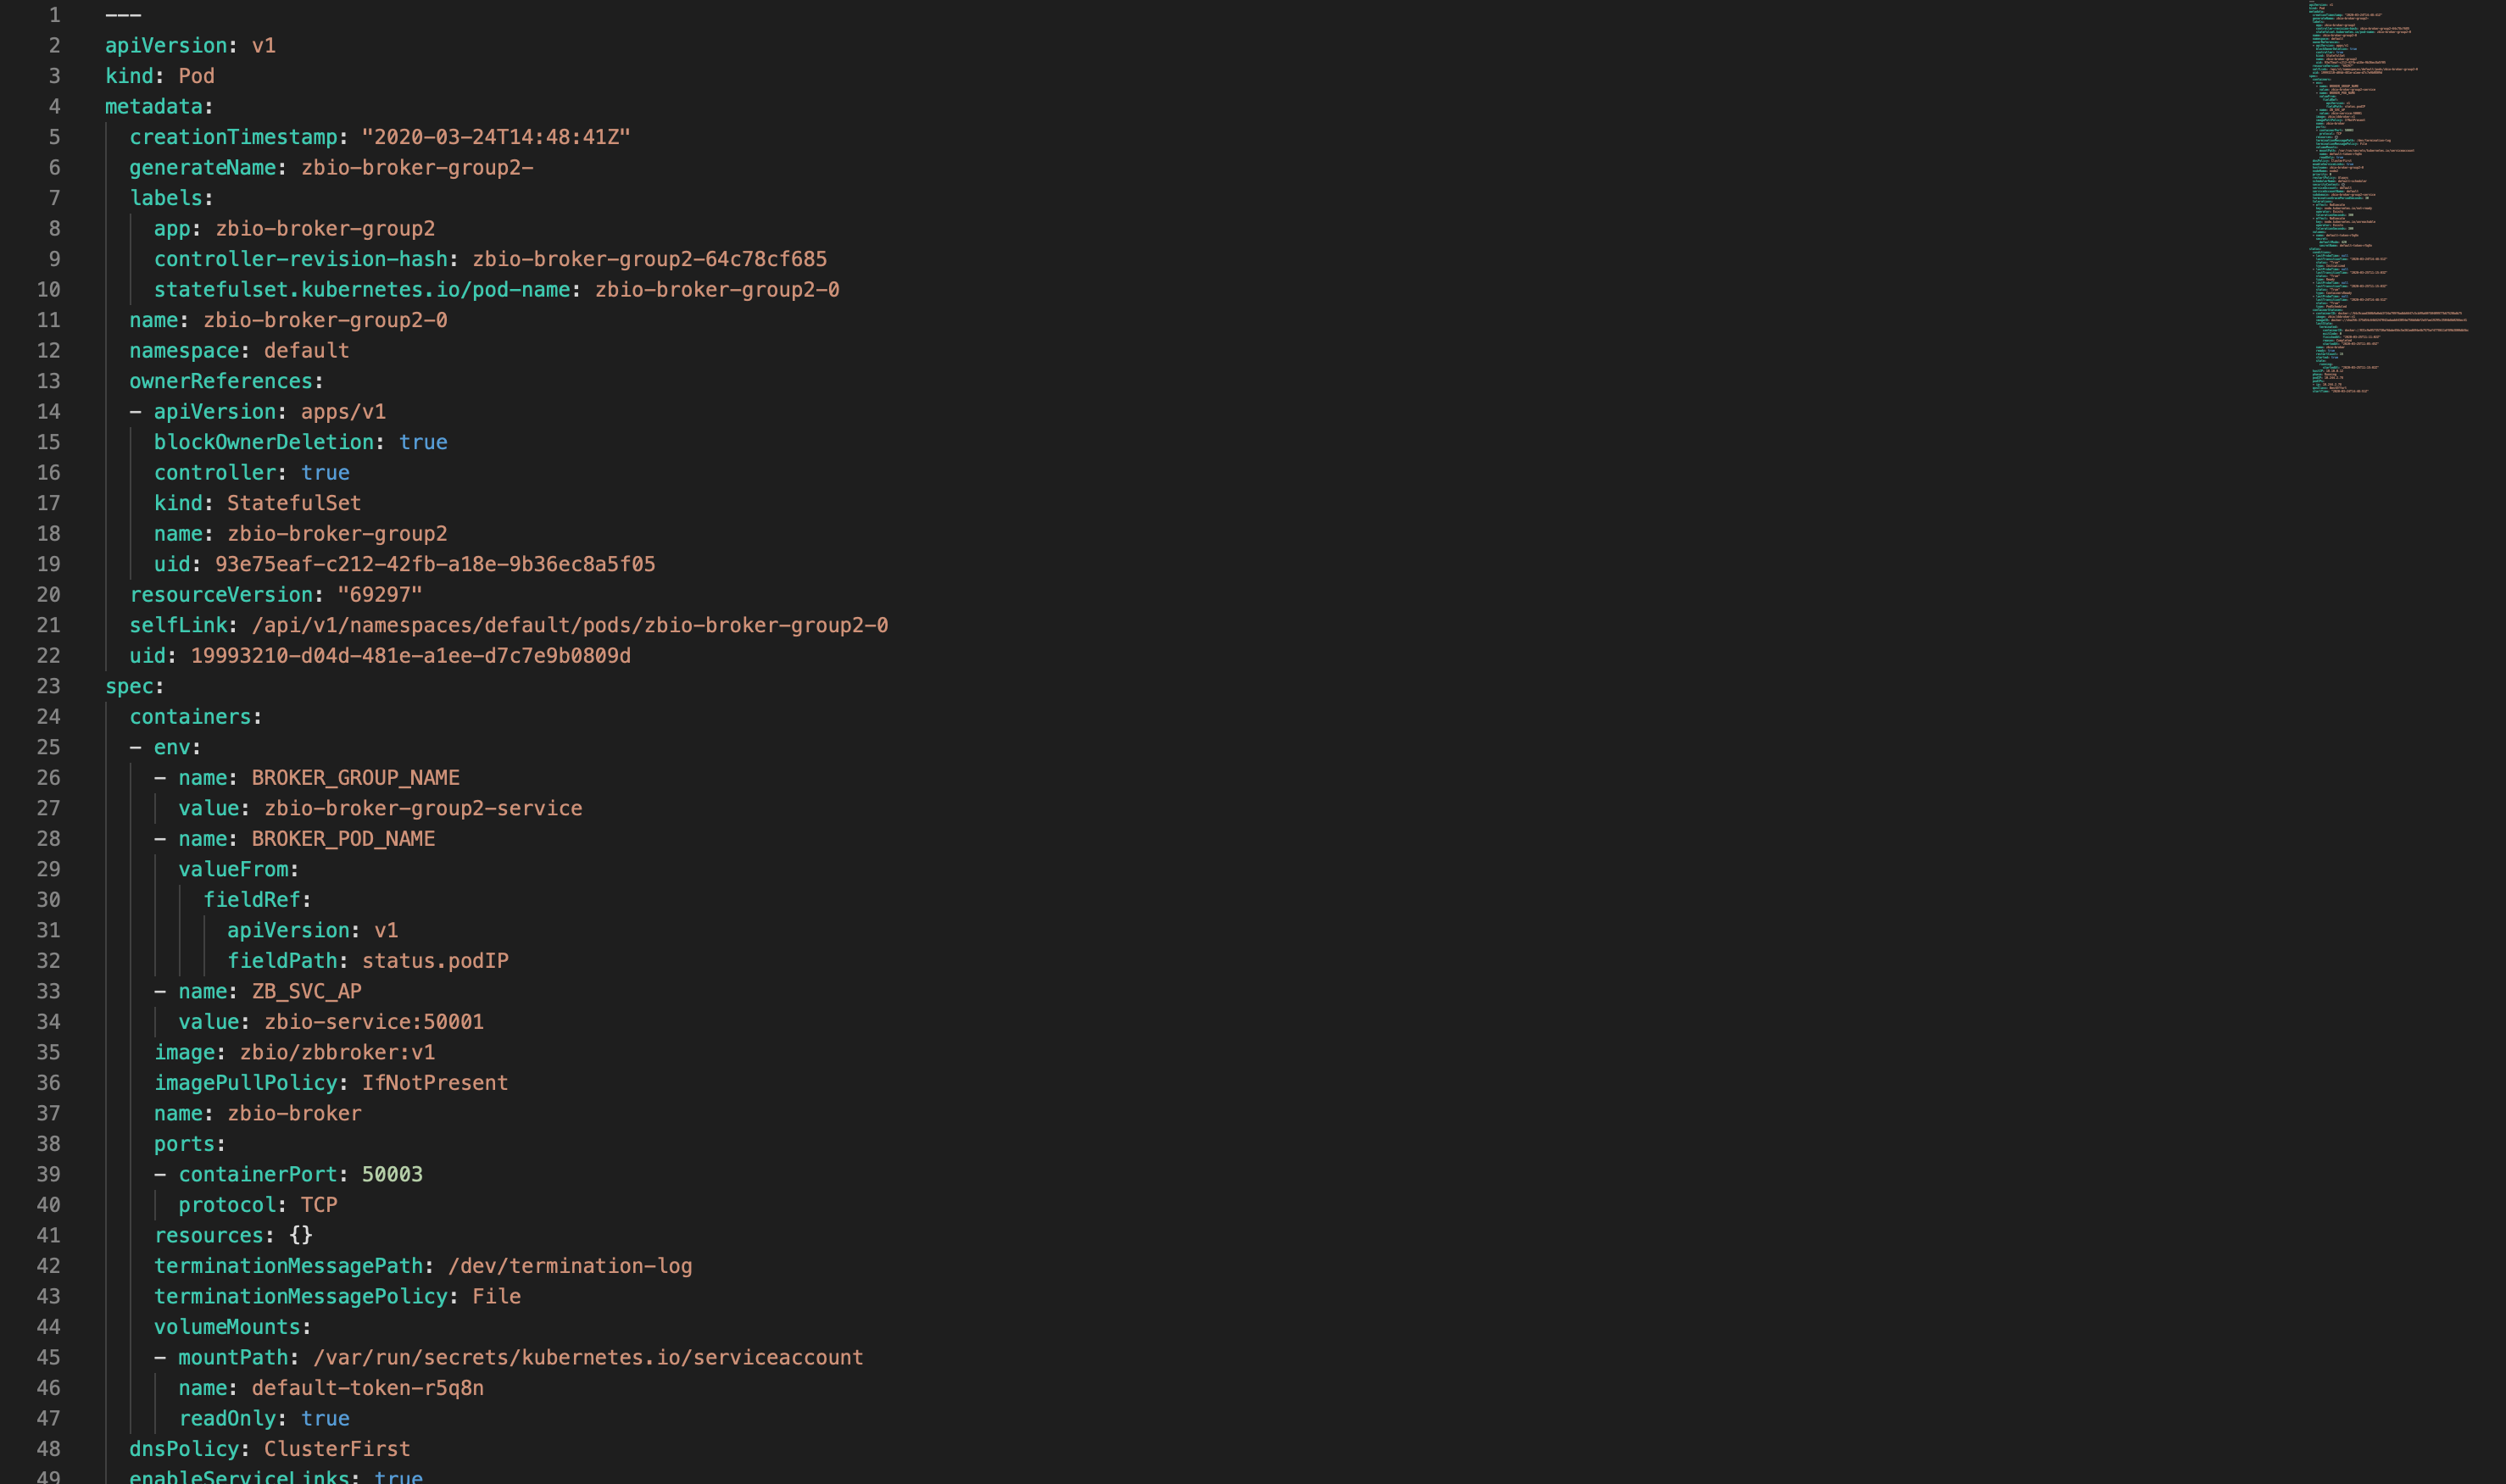 1 ---
2 apiVersion: v1
3 kind: Pod
4 metadata:
5   creationTimestamp: "2020-03-24T14:48:41Z"
6   generateName: zbio-broker-group2-
7   labels:
8     app: zbio-broker-group2
9     controller-revision-hash: zbio-broker-group2-64c78cf685
10     statefulset.kubernetes.io/pod-name: zbio-broker-group2-0
11   name: zbio-broker-group2-0
12   namespace: default
13   ownerReferences:
14   - apiVersion: apps/v1
15     blockOwnerDeletion: true
16     controller: true
17     kind: StatefulSet
18     name: zbio-broker-group2
19     uid: 93e75eaf-c212-42fb-a18e-9b36ec8a5f05
20   resourceVersion: "69297"
21   selfLink: /api/v1/namespaces/default/pods/zbio-broker-group2-0
22   uid: 19993210-d04d-481e-a1ee-d7c7e9b0809d
23 spec:
24   containers:
25   - env:
26     - name: BROKER_GROUP_NAME
27       value: zbio-broker-group2-service
28     - name: BROKER_POD_NAME
29       valueFrom:
30         fieldRef:
31           apiVersion: v1
32           fieldPath: status.podIP
33     - name: ZB_SVC_AP
34       value: zbio-service:50001
35     image: zbio/zbbroker:v1
36     imagePullPolicy: IfNotPresent
37     name: zbio-broker
38     ports:
39     - containerPort: 50003
40       protocol: TCP
41     resources: {}
42     terminationMessagePath: /dev/termination-log
43     terminationMessagePolicy: File
44     volumeMounts:
45     - mountPath: /var/run/secrets/kubernetes.io/serviceaccount
46       name: default-token-r5q8n
47       readOnly: true
48   dnsPolicy: ClusterFirst
49   enableServiceLinks: true